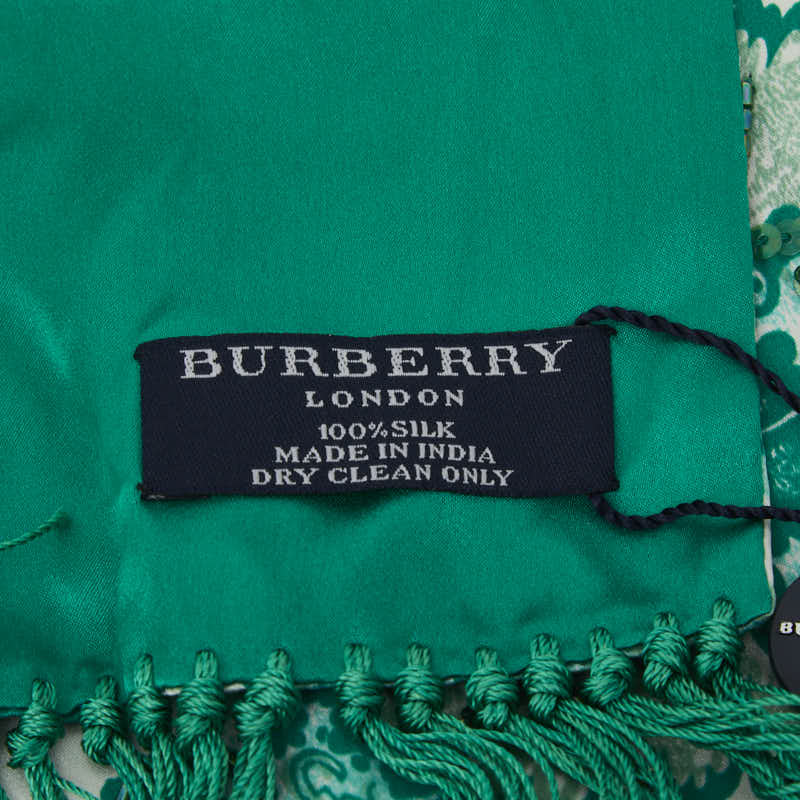 BURBERRY
LONDON
100% SILK
MADE IN INDIA
DRY CLEAN ONLY